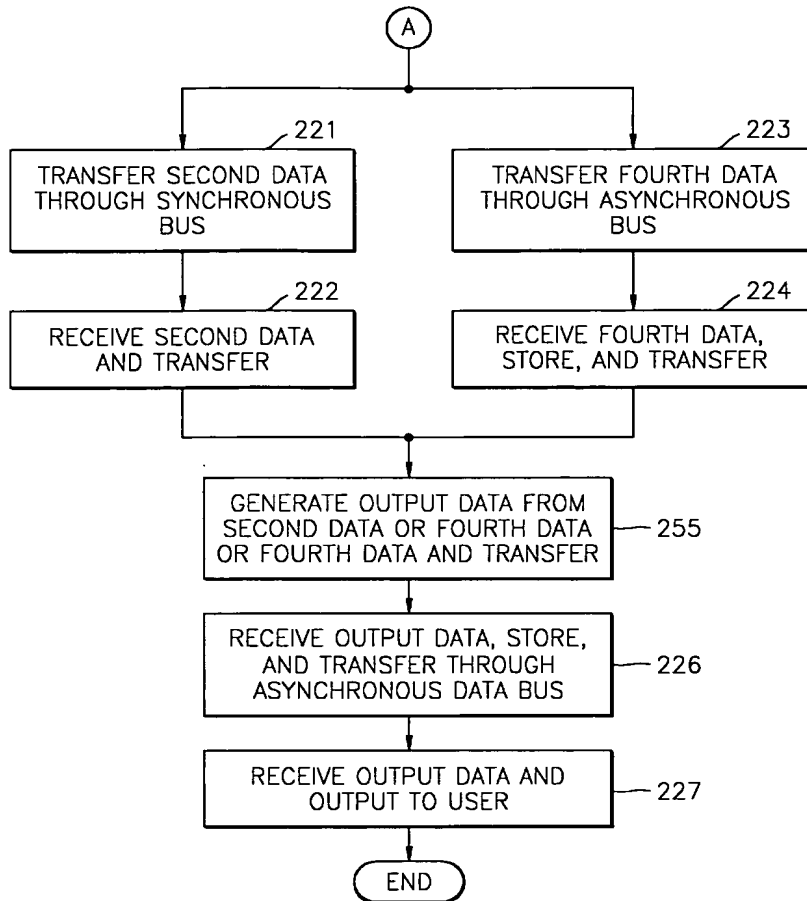 A
221
TRANSFER SECOND DATA
THROUGH SYNCHRONOUS
BUS
223
TRANSFER FOURTH DATA
THROUGH ASYNCHRONOUS
BUS
222
RECEIVE SECOND DATA
AND TRANSFER
224
RECEIVE FOURTH DATA,
STORE, AND TRANSFER
GENERATE OUTPUT DATA FROM
SECOND DATA OR FOURTH DATA
OR FOURTH DATA AND TRANSFER
255
RECEIVE OUTPUT DATA, STORE,
AND TRANSFER THROUGH
ASYNCHRONOUS DATA BUS
226
RECEIVE OUTPUT DATA AND
OUTPUT TO USER
227
END